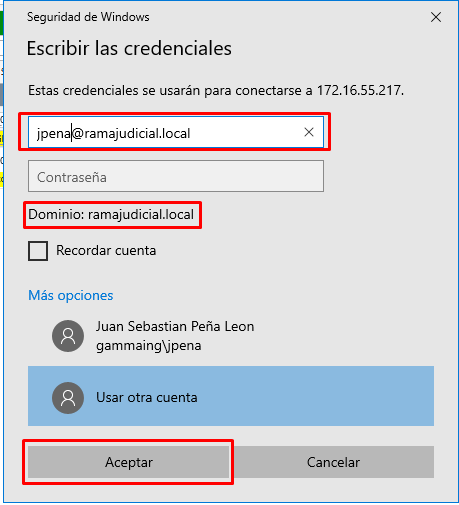 Seguridad de Windows
Escribir las credenciales
Estas credenciales se usarán para conectarse a 172.16.55.217.
jpena@ramajudicial.local
Contraseña
Dominio: ramajudicial.local
Recordar cuenta
Más opciones
Juan Sebastian Peña Leon
gammaing\jpena
Usar otra cuenta
Aceptar
Cancelar